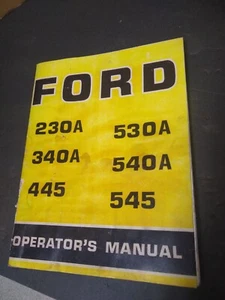 FORD
230A 530A
340A 540A
445 545
OPERATOR'S MANUAL